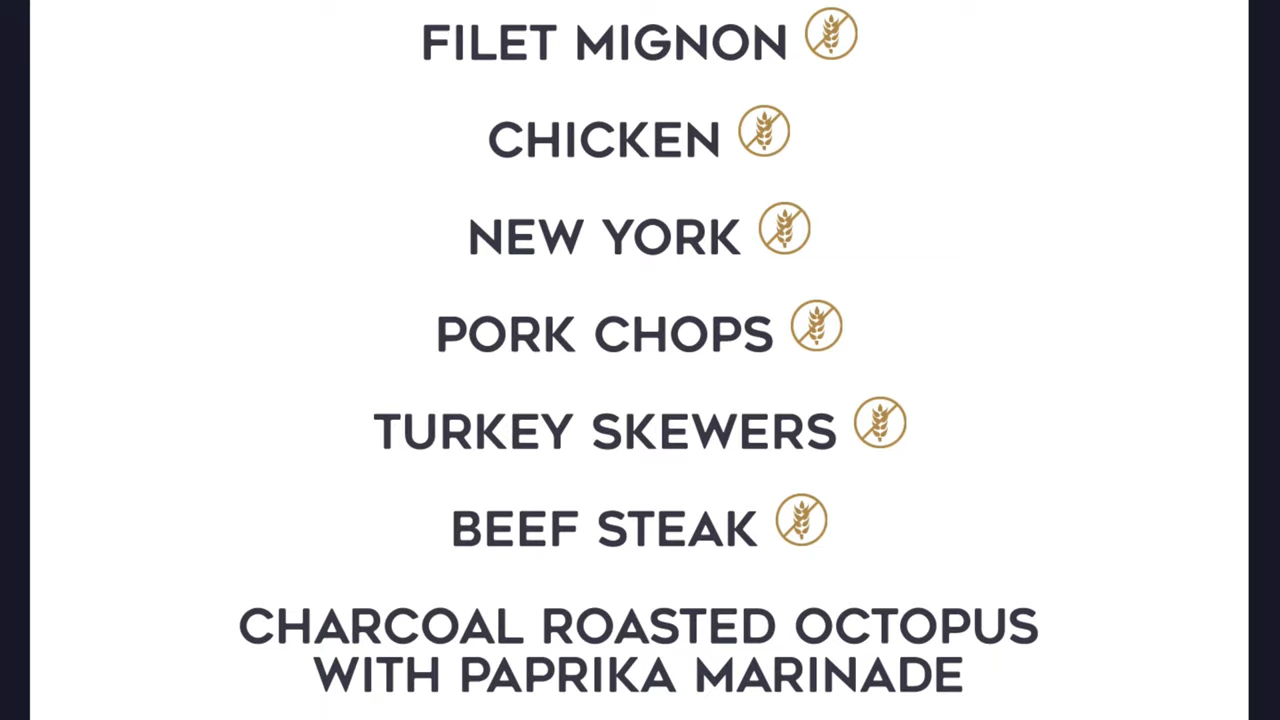 FILET MIGNON
CHICKEN
NEW YORK
PORK CHOPS
TURKEY SKEWERS
BEEF STEAK
CHARCOAL ROASTED OCTOPUS
WITH PAPRIKA MARINADE